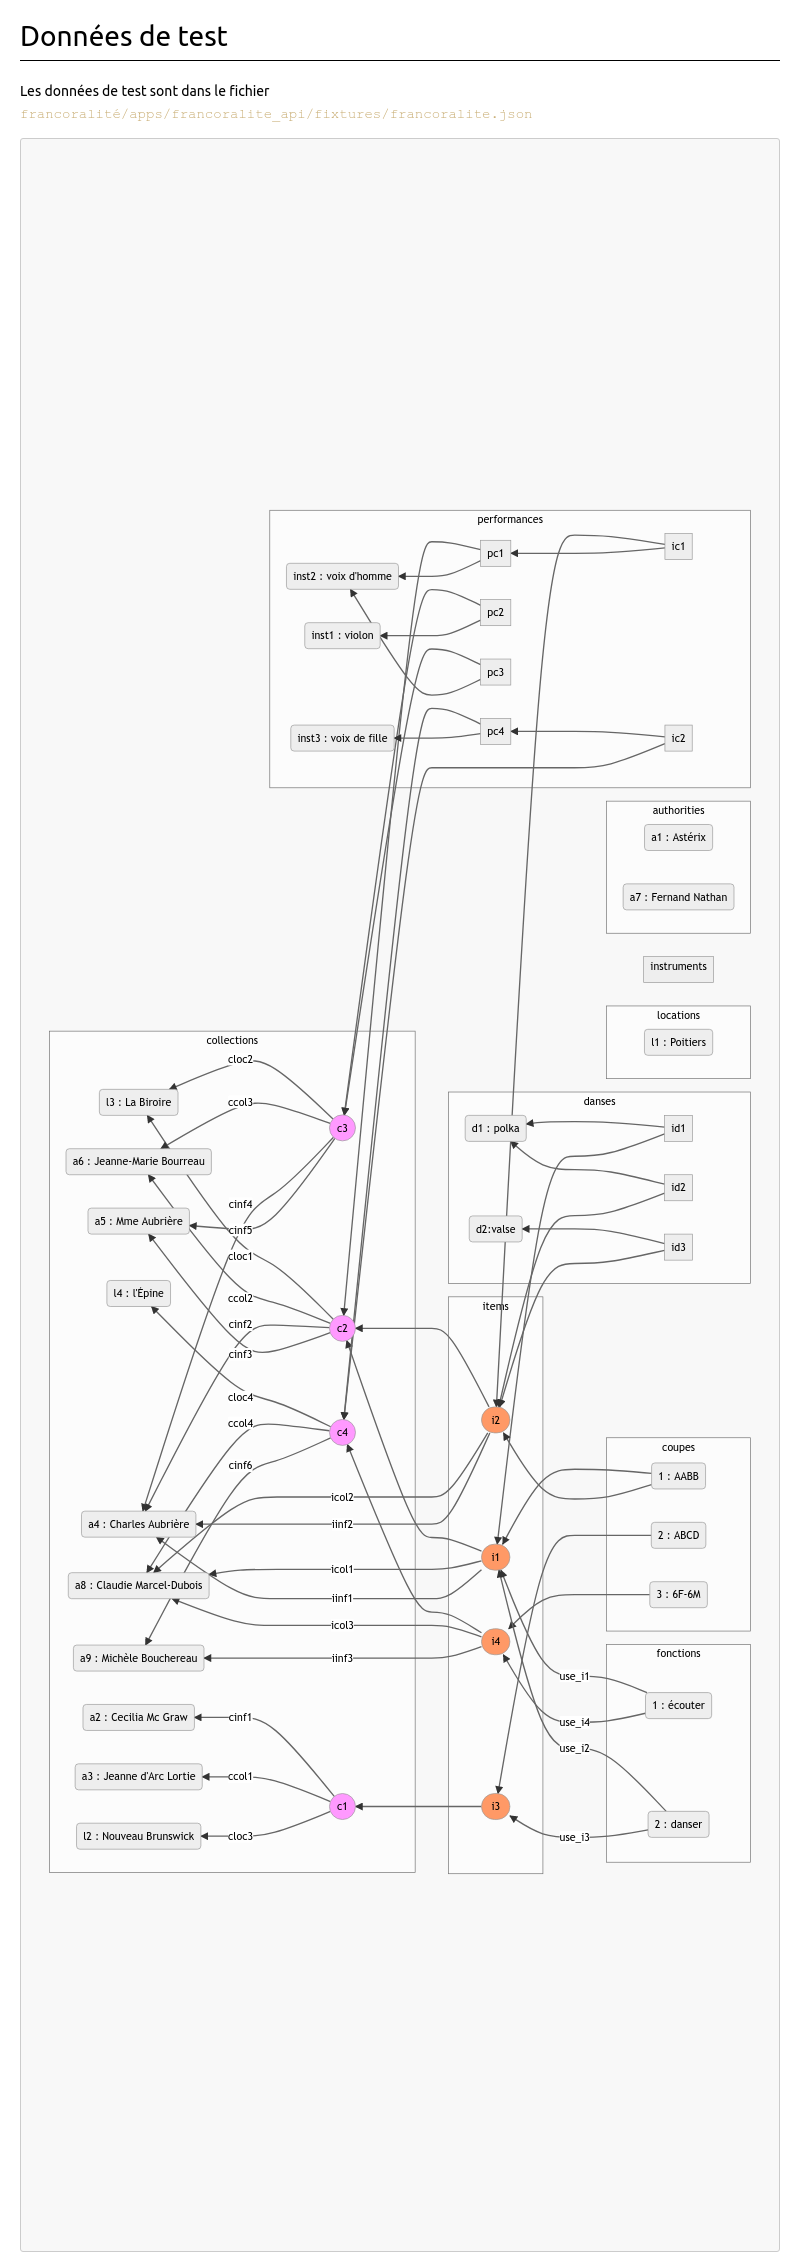 Données de test
Les données de test sont dans le fichier
francoralité/apps/francoralite_api/fixtures/francoralite.json
performances
pc1
ic1
inst2 : voix d'homme
pc2
inst1 : violon
pc3
pc4
ic2
inst3 : voix de fille
authorities
a1 : Astérix
a7 : Fernand Nathan
instruments
locations
l1 : Poitiers
collections
cloc2
l3 : La Biroire
ccol3
c3
a6 : Jeanne-Marie Bourreau
cinf4
a5 : Mme Aubrière
cinf5
cloc1
l4 : l'Épine
ccol2
cinf2
c2
cinf3
cloc4
ccol4
c4
cinf6
icol2
a4 : Charles Aubrière
iinf2
icol1
a8 : Claudie Marcel-Dubois
iinf1
icol3
a9 : Michèle Bouchereau
iinf3
a2 : Cecilia Mc Graw
cinf1
a3 : Jeanne d'Arc Lortie
ccol1
c1
l2 : Nouveau Brunswick
cloc3
danses
d1 : polka
id1
id2
d2:valse
id3
items
i2
i1
i4
i3
coupes
1 : AABB
2 : ABCD
3 : 6F-6M
fonctions
use_i1
1 : écouter
use_i4
use_i2
2 : danser
use_i3